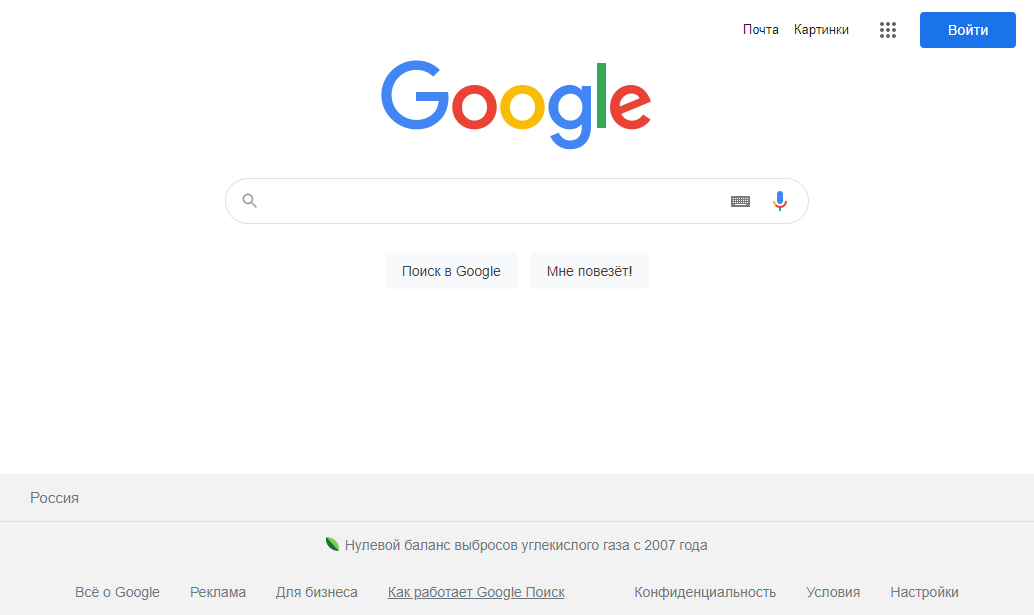 Почта Картинки Войти
Google
Поиск в Google Мне повезёт!
Россия
Нулевой баланс выбросов углекислого газа с 2007 года
Всё о Google Реклама Для бизнеса Как работает Google Поиск Конфиденциальность Условия Настройки